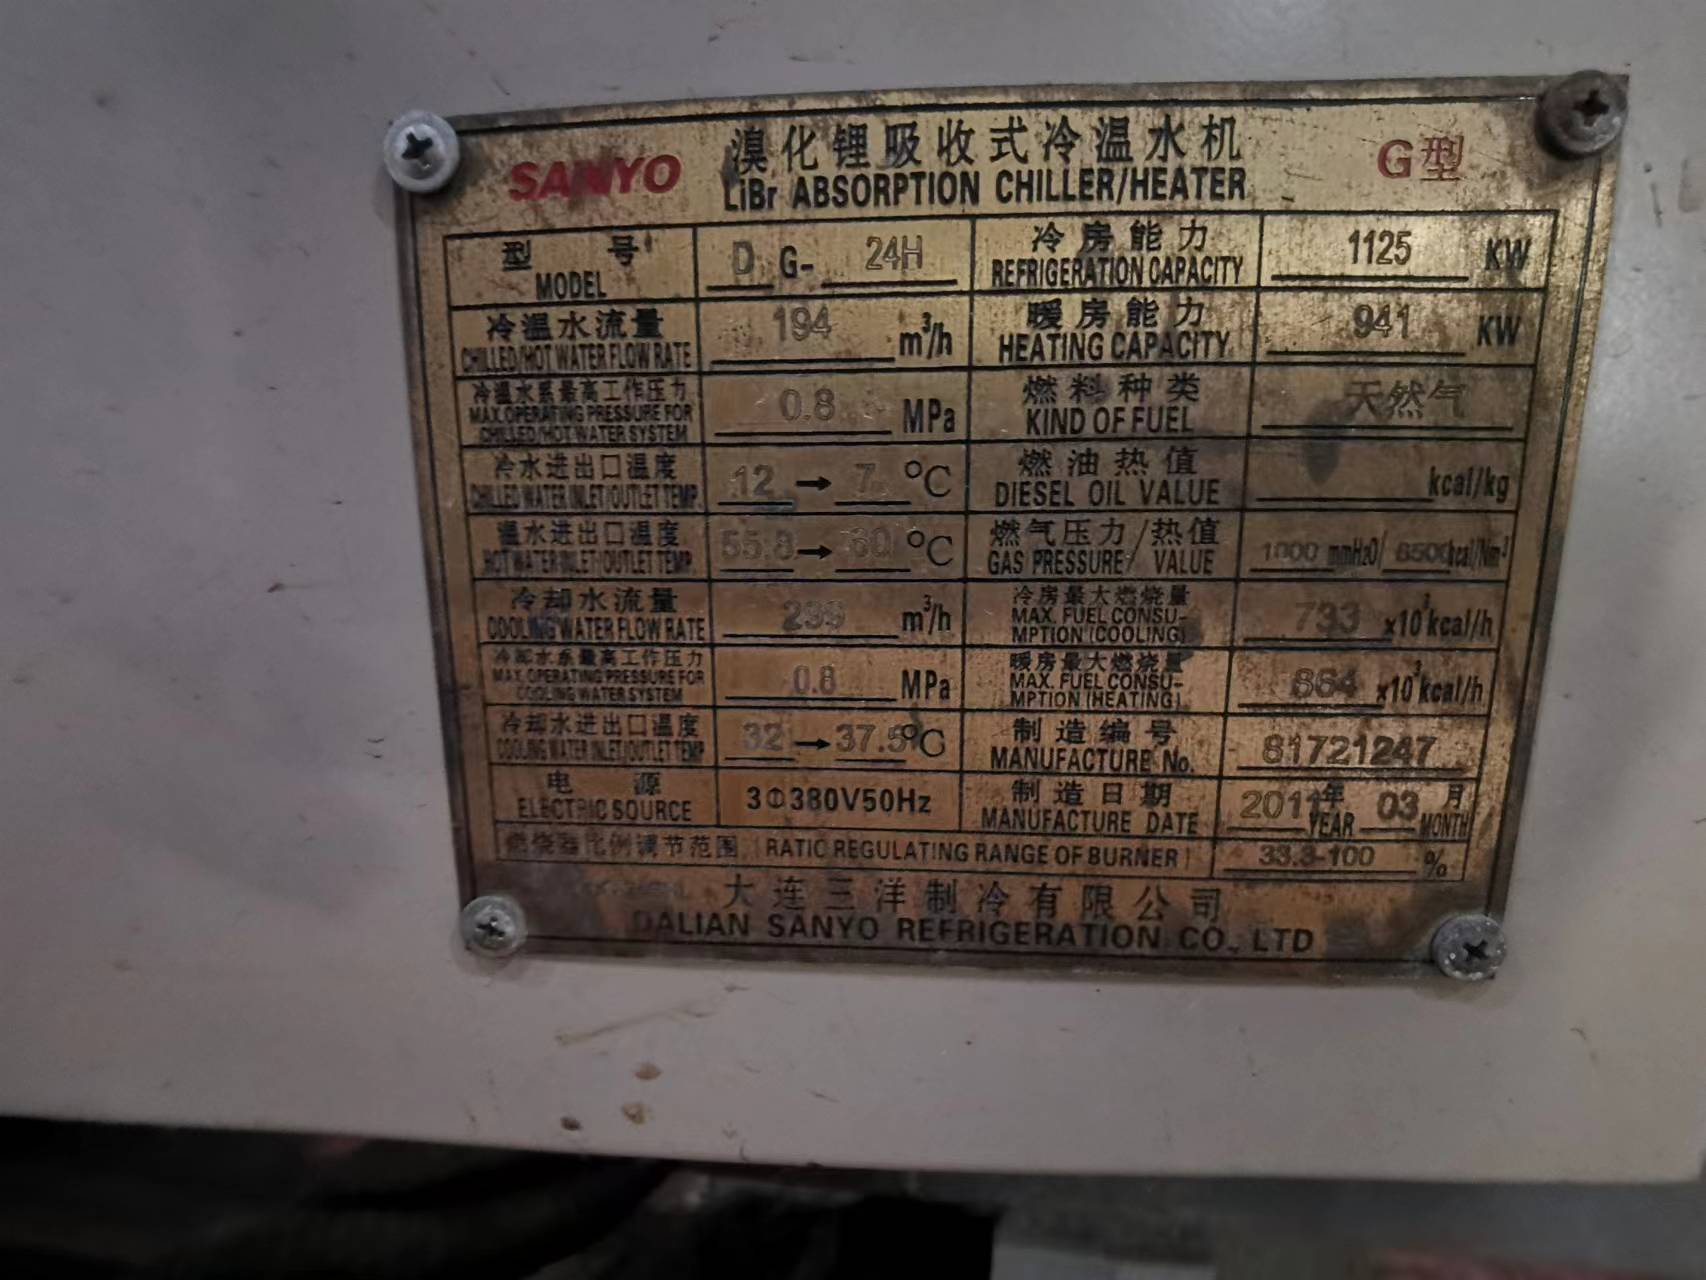 SANYO 溴化锂吸收式冷温水机 G型
LiBr ABSORPTION CHILLER/HEATER
型 号 D G- 24H 冷房能力 1125 KW
MODEL REFRIGERATION CAPACITY
冷温水流量 194 m³/h 暖房能力 941 KW
CHILLED/HOT WATER FLOW RATE HEATING CAPACITY
冷温水系最高工作压力 0.8 MPa 燃料种类 天然气
MAX.OPERATING PRESSURE FOR KIND OF FUEL
CHILLED/HOT WATER SYSTEM
冷水进出口温度 12 → 7 °C 燃油热值 kcal/kg
CHILLED WATER INLET/OUTLET TEMP. DIESEL OIL VALUE
温水进出口温度 55.8 → 60 °C 燃气压力/热值 1000 mmH2O/ 8500kcal/Nm³
HOT WATER INLET/OUTLET TEMP. GAS PRESSURE/ VALUE
冷却水流量 m³/h 冷房最大燃烧量 733 x10³kcal/h
COOLING WATER FLOW RATE MAX. FUEL CONSU-
MPTION (COOLING)
冷却水系最高工作压力 0.8 MPa 暖房最大燃烧量 864 x10³kcal/h
MAX. OPERATING PRESSURE FOR MAX. FUEL CONSU-
COOLING WATER SYSTEM MPTION (HEATING)
冷却水进出口温度 32 → 37.5°C 制造编号 81721247
COOLING WATER INLET/OUTLET TEMP MANUFACTURE No.
电 源 3Φ380V50Hz 制造日期 2011年 03 月
ELECTRIC SOURCE MANUFACTURE DATE YEAR MONTH
燃烧器比例调节范围 (RATIO REGULATING RANGE OF BURNER) 33.3-100 %
大连三洋制冷有限公司
DALIAN SANYO REFRIGERATION CO., LTD